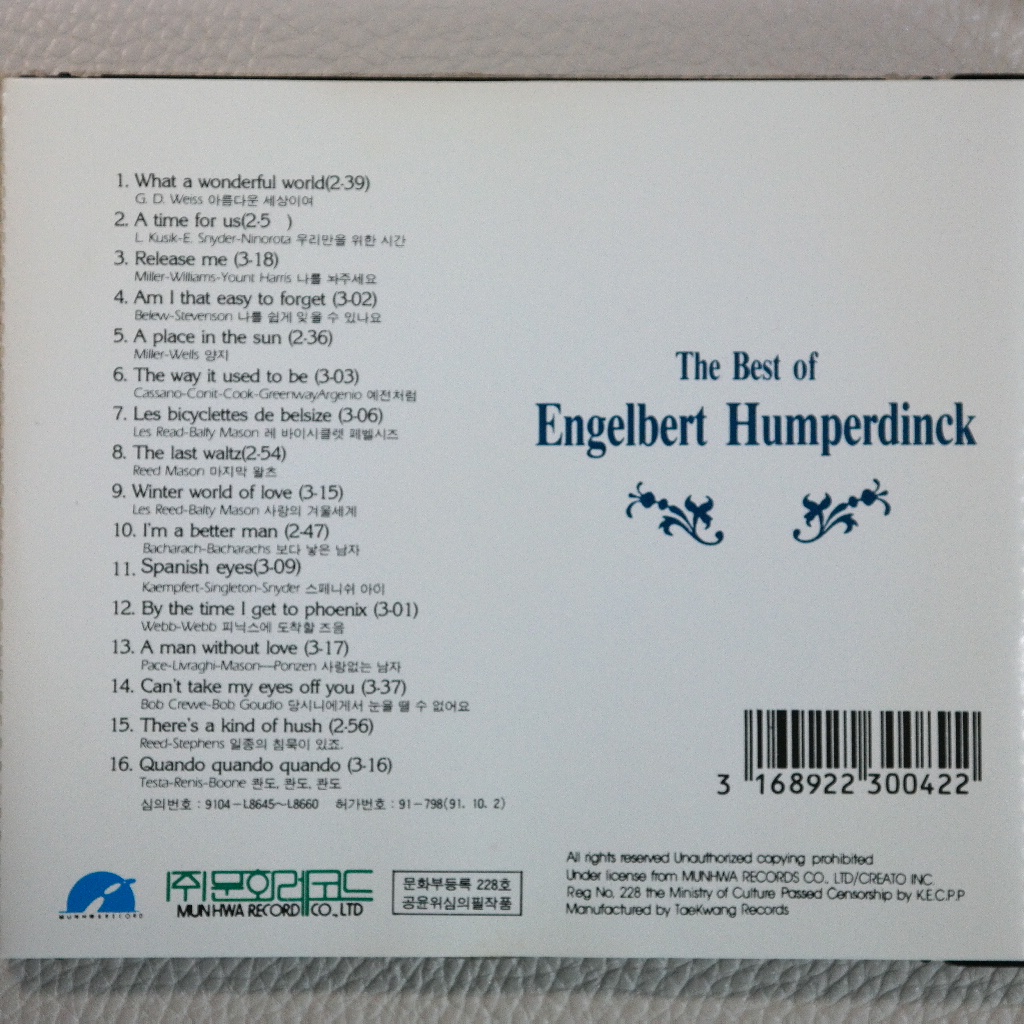 1. What a wonderful world(2-39)
G. D. Weiss 아름다운 세상이여
2. A time for us(2-5 )
L. Kusik-E. Snyder-Ninorota 우리만을 위한 시간
3. Release me (3-18)
Miller-Williams-Yount Harris 나를 놔주세요
4. Am I that easy to forget (3-02)
Belew-Stevenson 나를 쉽게 잊을 수 있나요
5. A place in the sun (2-36)
Miller-Wells 양지
6. The way it used to be (3-03)
Cassano-Conit-Cook-GreenwayArgenio 예전처럼
7. Les bicyclettes de belsize (3-06)
Les Read-Balty Mason 레 바이시클렛 페벨시즈
8. The last waltz(2-54)
Reed Mason 마지막 왈츠
9. Winter world of love (3-15)
Les Reed-Balty Mason 사랑의 겨울세계
10. I'm a better man (2-47)
Bacharach-Bacharachs 보다 낳은 남자
11. Spanish eyes(3-09)
Kaempfert-Singleton-Snyder 스페니쉬 아이
12. By the time I get to phoenix (3-01)
Webb-Webb 피닉스에 도착할 즈음
13. A man without love (3-17)
Pace-Livraghi-Mason—Ponzen 사랑없는 남자
14. Can't take my eyes off you (3-37)
Bob Crewe-Bob Goudio 당시니에게서 눈을 뗄 수 없어요
15. There's a kind of hush (2-56)
Reed-Stephens 일종의 침묵이 있죠.
16. Quando quando quando (3-16)
Testa-Renis-Boone 콴도, 콴도, 콴도
심의번호 : 9104-L8645~L8660 허가번호 : 91-798(91. 10. 2)
The Best of
Engelbert Humperdinck
3 168922 300422
MUNHWARECORD
(주)문화레코드
MUNHWA RECORD CO., LTD
문화부등록 228호
공윤위심의필작품
All rights reserved Unauthorized copying prohibited
Under license from MUNHWA RECORDS CO., LTD/CREATO INC.
Reg No. 228 the Ministry of Culture Passed Censorship by K.E.C.P.P
Manufactured by TaeKwang Records